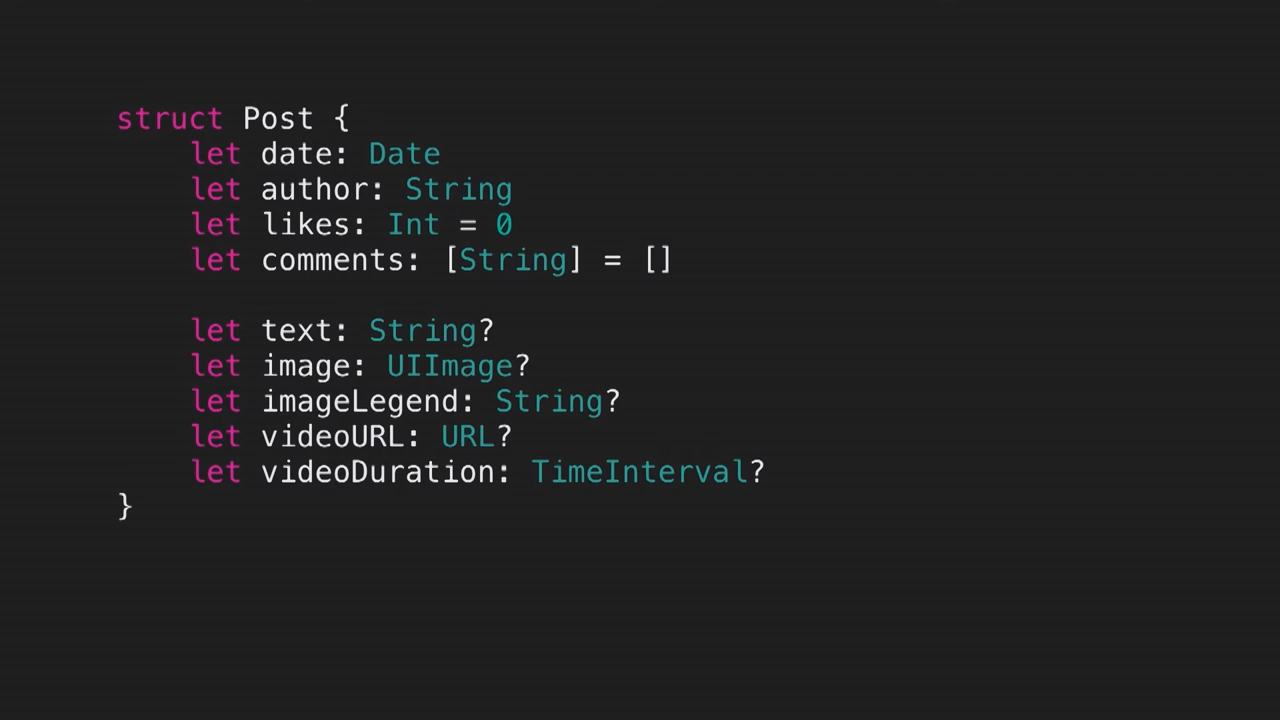 struct Post {
    let date: Date
    let author: String
    let likes: Int = 0
    let comments: [String] = []

    let text: String?
    let image: UIImage?
    let imageLegend: String?
    let videoURL: URL?
    let videoDuration: TimeInterval?
}